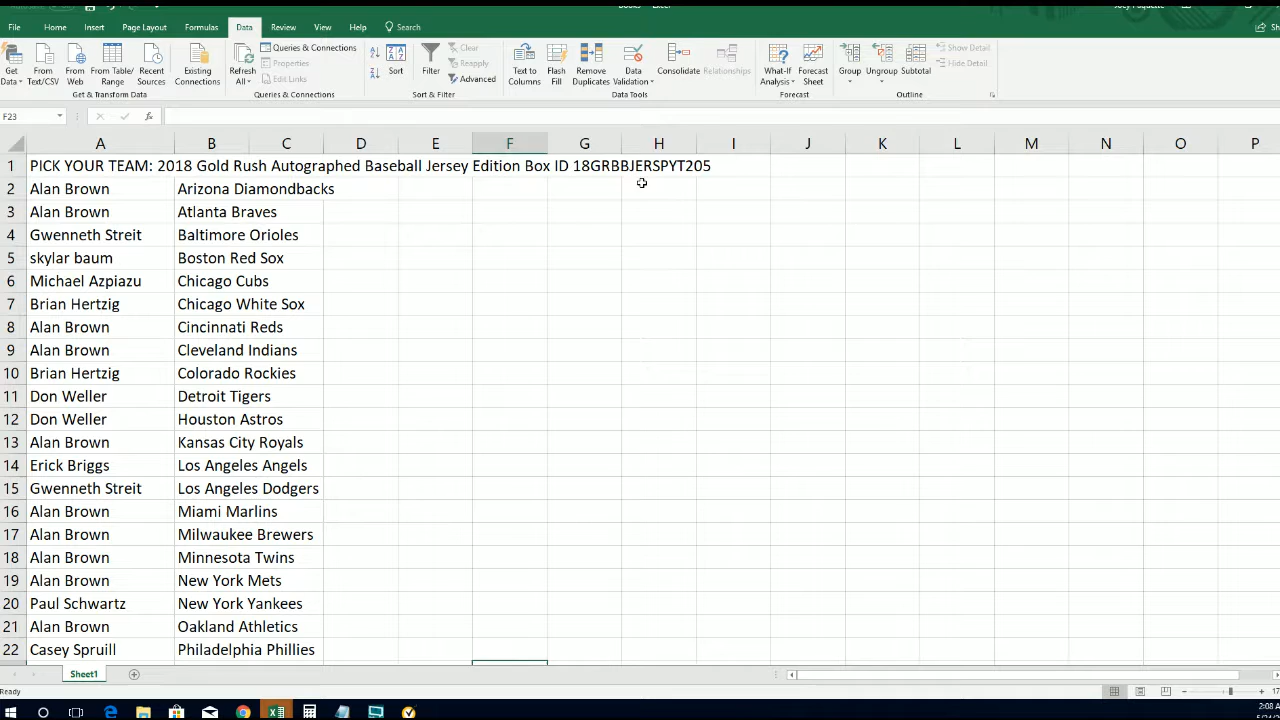 File Home Insert Page Layout Formulas Data Review View Help Search
Get Data From Text/CSV From Web From Table/ Range Recent Sources Existing Connections Refresh All Queries & Connections Properties Edit Links Sort Filter Clear Reapply Advanced Text to Columns Flash Fill Remove Duplicates Data Validation Consolidate Relationships What-If Analysis Forecast Sheet Group Ungroup Subtotal Show Detail Hide Detail
Get & Transform Data Queries & Connections Sort & Filter Data Tools Forecast Outline
F23 fx
A B C D E F G H I J K L M N O P
1 PICK YOUR TEAM: 2018 Gold Rush Autographed Baseball Jersey Edition Box ID 18GRBBJERSPYT205
2 Alan Brown Arizona Diamondbacks
3 Alan Brown Atlanta Braves
4 Gwenneth Streit Baltimore Orioles
5 skylar baum Boston Red Sox
6 Michael Azpiazu Chicago Cubs
7 Brian Hertzig Chicago White Sox
8 Alan Brown Cincinnati Reds
9 Alan Brown Cleveland Indians
10 Brian Hertzig Colorado Rockies
11 Don Weller Detroit Tigers
12 Don Weller Houston Astros
13 Alan Brown Kansas City Royals
14 Erick Briggs Los Angeles Angels
15 Gwenneth Streit Los Angeles Dodgers
16 Alan Brown Miami Marlins
17 Alan Brown Milwaukee Brewers
18 Alan Brown Minnesota Twins
19 Alan Brown New York Mets
20 Paul Schwartz New York Yankees
21 Alan Brown Oakland Athletics
22 Casey Spruill Philadelphia Phillies
Sheet1
Ready
2:08 A